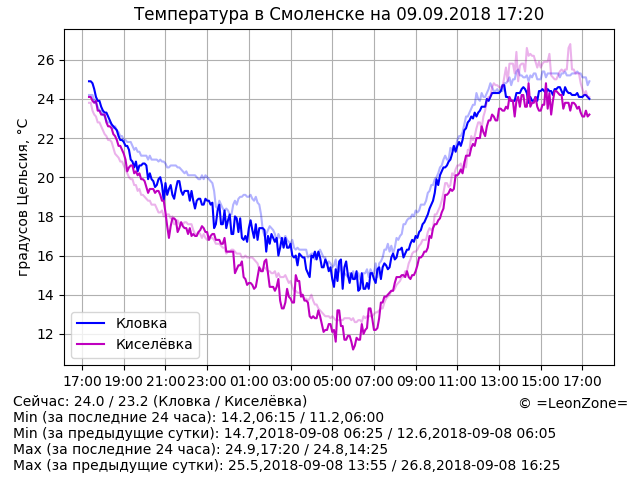 Температура в Смоленске на 09.09.2018 17:20
градусов Цельсия, °C
26
24
22
20
18
16
14
12
Кловка
Киселёвка
17:00 19:00 21:00 23:00 01:00 03:00 05:00 07:00 09:00 11:00 13:00 15:00 17:00
Сейчас: 24.0 / 23.2 (Кловка / Киселёвка)
© =LeonZone=
Min (за последние 24 часа): 14.2,06:15 / 11.2,06:00
Min (за предыдущие сутки): 14.7,2018-09-08 06:25 / 12.6,2018-09-08 06:05
Max (за последние 24 часа): 24.9,17:20 / 24.8,14:25
Max (за предыдущие сутки): 25.5,2018-09-08 13:55 / 26.8,2018-09-08 16:25